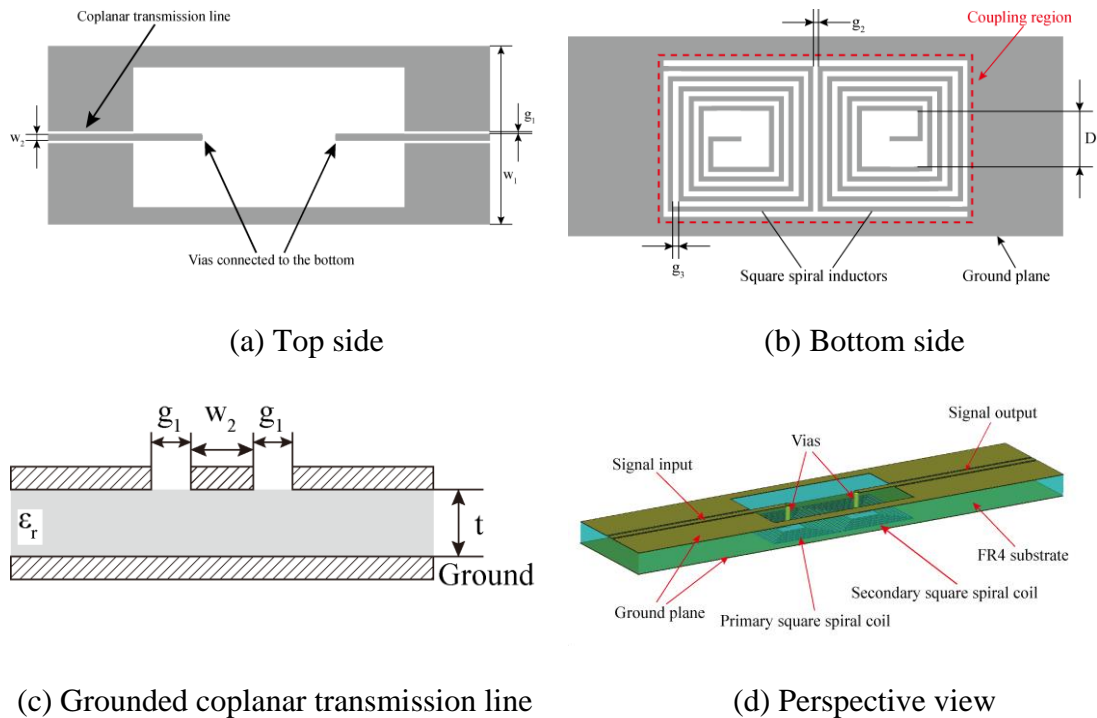 Coplanar transmission line
w₂
g₁
w₁
Vias connected to the bottom
(a) Top side
g₂
Coupling region
D
g₃
Square spiral inductors
Ground plane
(b) Bottom side
g₁ w₂ g₁
εᵣ
t
Ground
(c) Grounded coplanar transmission line
Signal output
Vias
Signal input
FR4 substrate
Secondary square spiral coil
Ground plane
Primary square spiral coil
(d) Perspective view